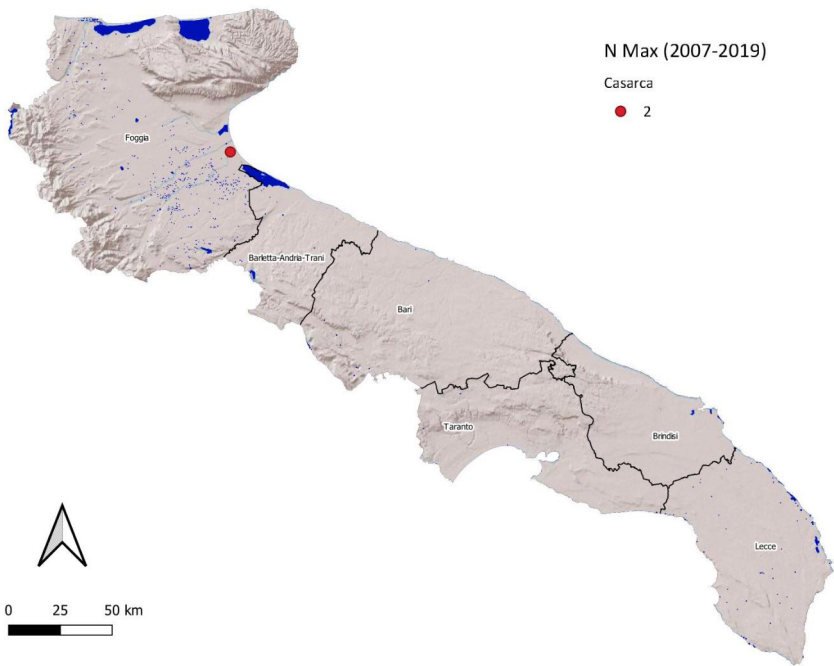 N Max (2007-2019)
Casarca
2
Foggia
Barletta-Andria-Trani
Bari
Taranto
Brindisi
Lecce
0 25 50 km